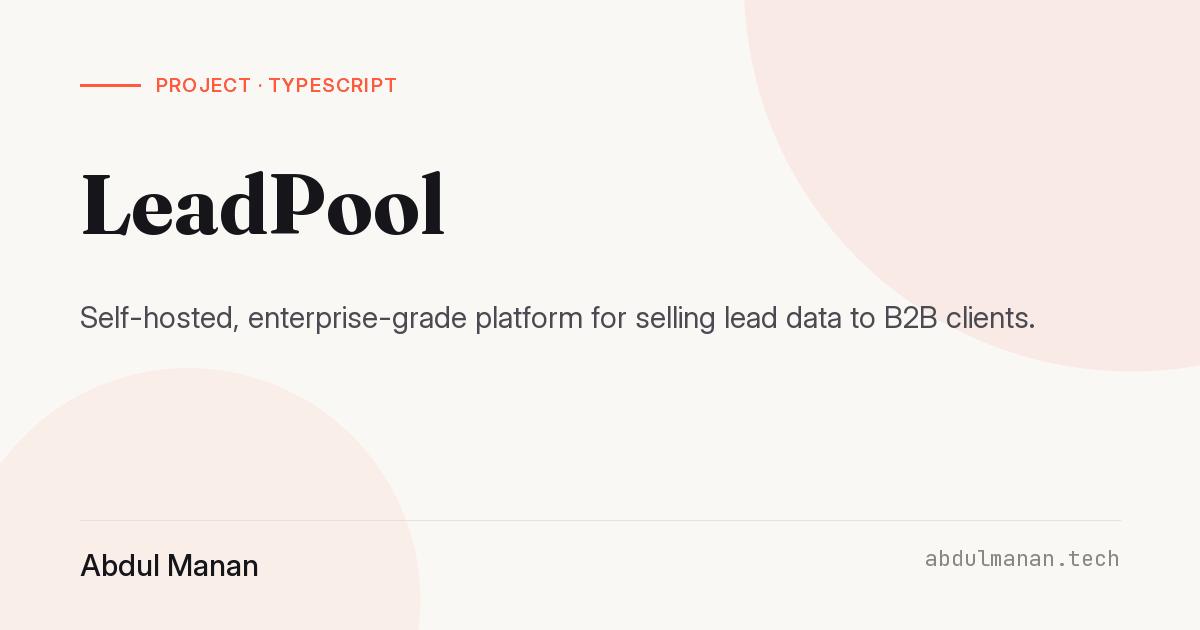 PROJECT · TYPESCRIPT
LeadPool
Self-hosted, enterprise-grade platform for selling lead data to B2B clients.
Abdul Manan
abdulmanan.tech